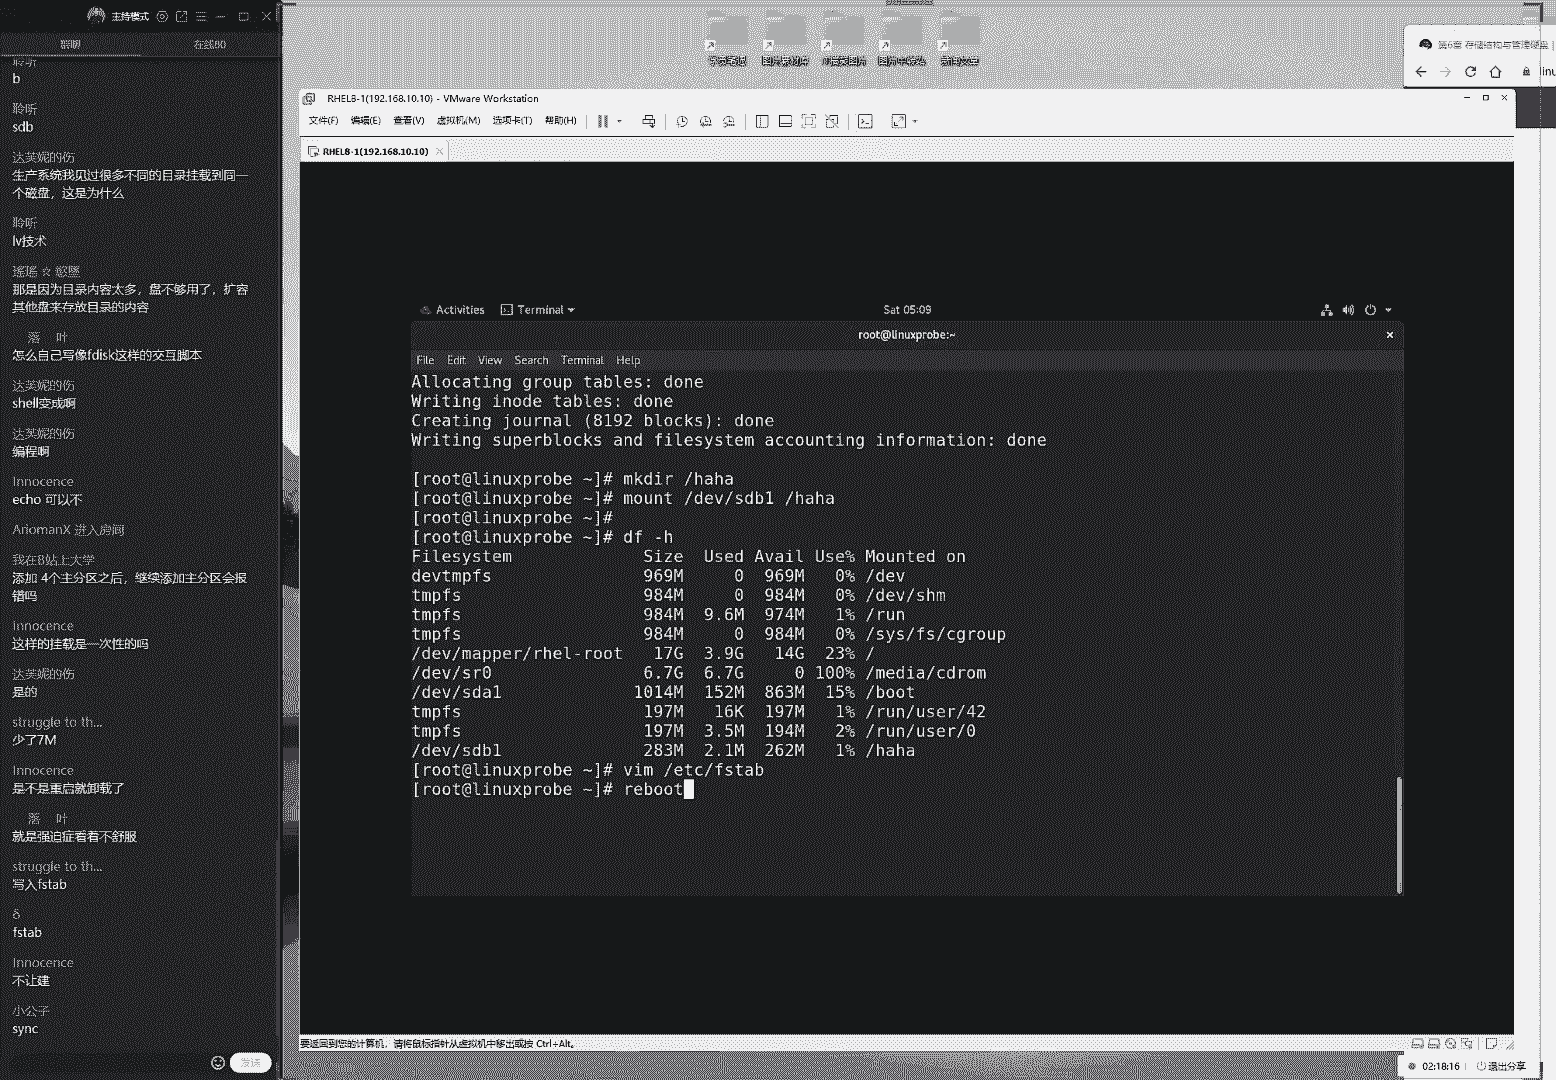 主持模式
聆听
在线80
聆听
b
聆听
sdb
达芙妮的伤
生产系统我见过很多不同的目录挂载到同一
个磁盘，这是为什么
聆听
lv技术
那是因为目录内容太多，盘不够用了，扩容
其他盘来存放目录的内容
落 叶
怎么自己写像fdisk这样的交互脚本
达芙妮的伤
shell变成啊
达芙妮的伤
编程啊
Innocence
echo 可以不
AriomanX 进入房间
我在B站上大学
添加 4个主分区之后，继续添加主分区会报
错吗
Innocence
这样的挂载是一次性的吗
达芙妮的伤
是的
struggle to th...
少了7M
Innocence
是不是重启就卸载了
落 叶
就是强迫症看着不舒服
struggle to th...
写入fstab
δ
fstab
Innocence
不让建
小公子
sync
发送
第6章 存储结构与管理硬盘
linu
RHEL8-1(192.168.10.10) - VMware Workstation
文件(F) 编辑(E) 查看(V) 虚拟机(M) 选项卡(T) 帮助(H)
RHEL8-1(192.168.10.10)
Activities Terminal Sat 05:09
root@linuxprobe:~
File Edit View Search Terminal Help
Allocating group tables: done
Writing inode tables: done
Creating journal (8192 blocks): done
Writing superblocks and filesystem accounting information: done
[root@linuxprobe ~]# mkdir /haha
[root@linuxprobe ~]# mount /dev/sdb1 /haha
[root@linuxprobe ~]#
[root@linuxprobe ~]# df -h
Filesystem Size Used Avail Use% Mounted on
devtmpfs 969M 0 969M 0% /dev
tmpfs 984M 0 984M 0% /dev/shm
tmpfs 984M 9.6M 974M 1% /run
tmpfs 984M 0 984M 0% /sys/fs/cgroup
/dev/mapper/rhel-root 17G 3.9G 14G 23% /
/dev/sr0 6.7G 6.7G 0 100% /media/cdrom
/dev/sda1 1014M 152M 863M 15% /boot
tmpfs 197M 16K 197M 1% /run/user/42
tmpfs 197M 3.5M 194M 2% /run/user/0
/dev/sdb1 283M 2.1M 262M 1% /haha
[root@linuxprobe ~]# vim /etc/fstab
[root@linuxprobe ~]# reboot
要返回到您的计算机，请将鼠标指针从虚拟机中移出或按 Ctrl+Alt。
02:18:16 退出分享